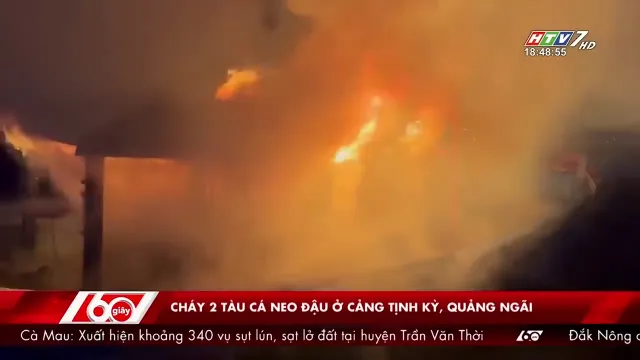 HTV7 HD
18:48:55
60 giây
CHÁY 2 TÀU CÁ NEO ĐẬU Ở CẢNG TỊNH KỲ, QUẢNG NGÃI
Cà Mau: Xuất hiện khoảng 340 vụ sụt lún, sạt lở đất tại huyện Trần Văn Thời 60 Đắk Nông